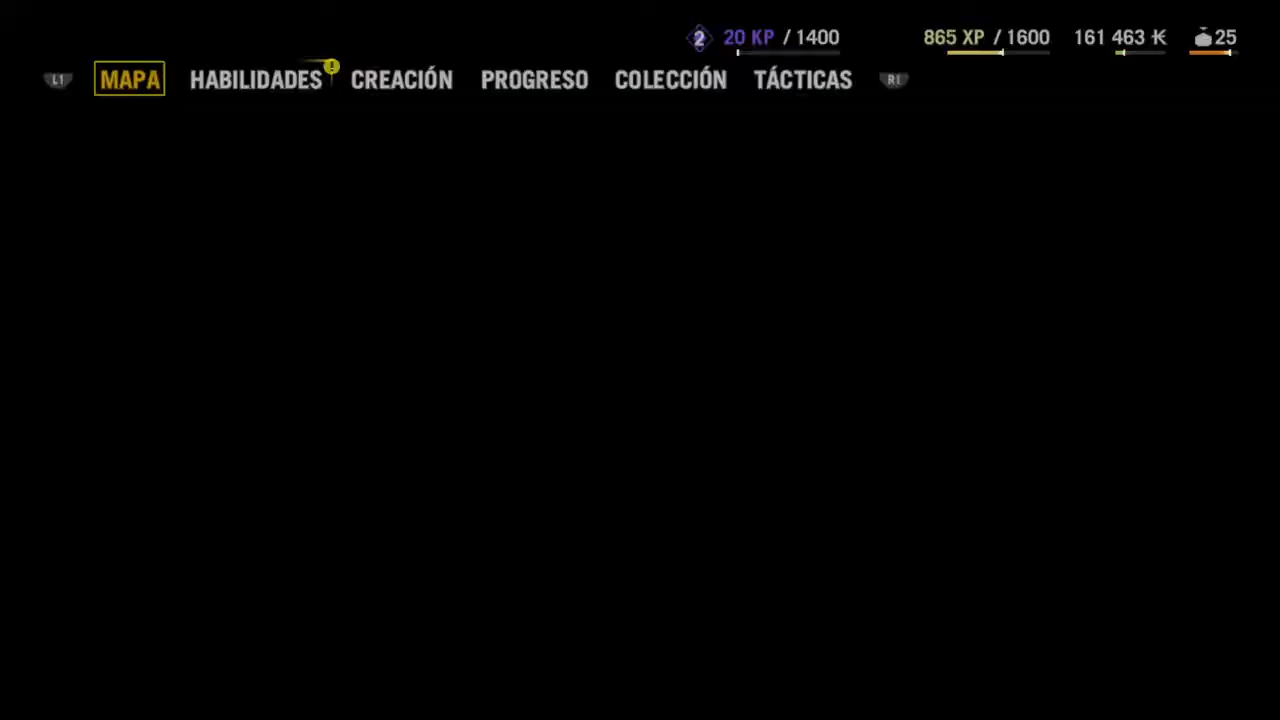 2 20 KP / 1400 865 XP / 1600 161 463 K 25
L1 MAPA HABILIDADES ! CREACIÓN PROGRESO COLECCIÓN TÁCTICAS R1